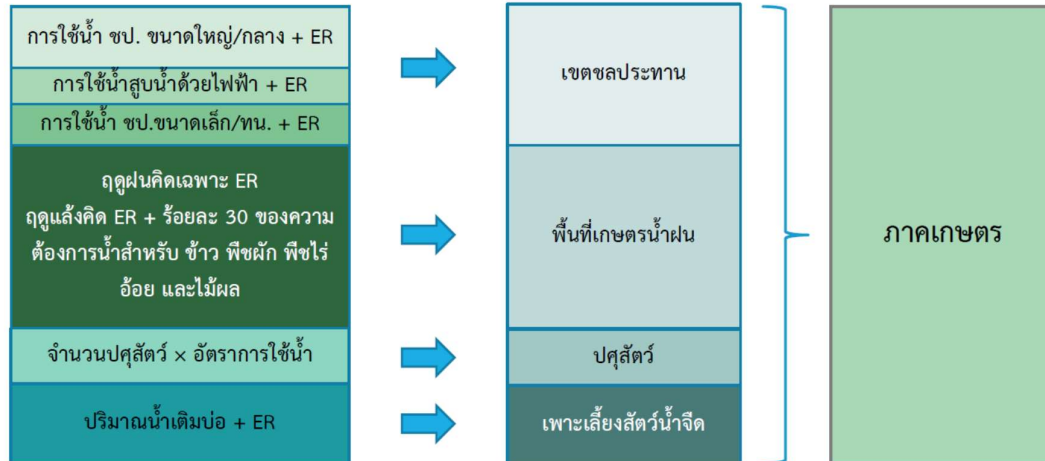 การใช้น้ำ ชป. ขนาดใหญ่/กลาง + ER
การใช้น้ำสูบน้ำด้วยไฟฟ้า + ER
การใช้น้ำ ชป.ขนาดเล็ก/ทน. + ER
ฤดูฝนคิดเฉพาะ ER
ฤดูแล้งคิด ER + ร้อยละ 30 ของความ
ต้องการน้ำสำหรับ ข้าว พืชผัก พืชไร่
อ้อย และไม้ผล
จำนวนปศุสัตว์ × อัตราการใช้น้ำ
ปริมาณน้ำเติมบ่อ + ER
เขตชลประทาน
พื้นที่เกษตรน้ำฝน
ปศุสัตว์
เพาะเลี้ยงสัตว์น้ำจืด
ภาคเกษตร